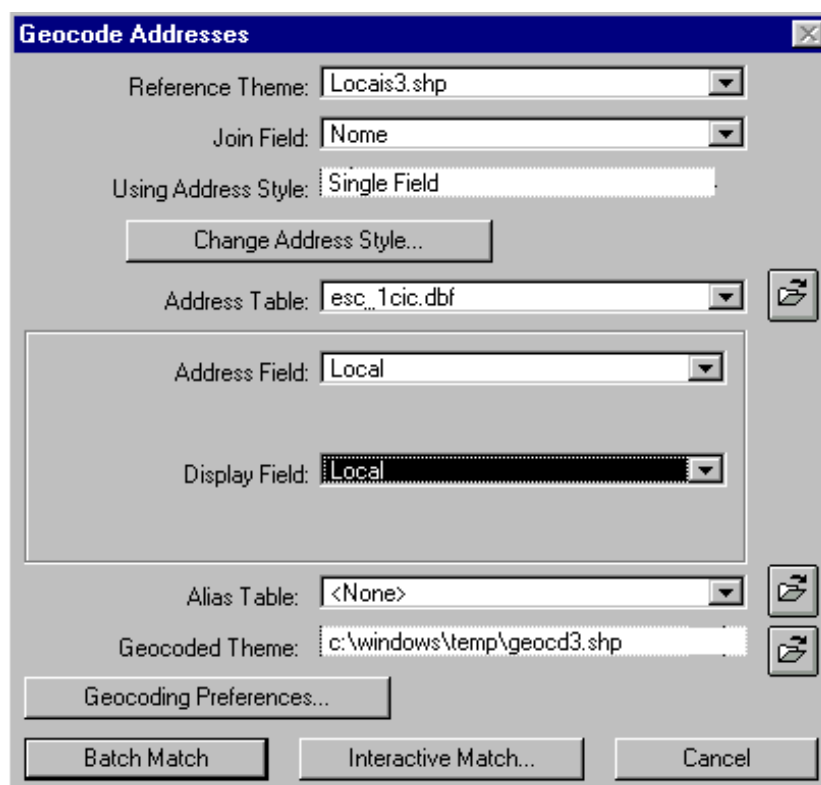 Geocode Addresses
Reference Theme: Locais3.shp
Join Field: Nome
Using Address Style: Single Field
Change Address Style...
Address Table: esc_1cic.dbf
Address Field: Local
Display Field: Local
Alias Table: <None>
Geocoded Theme: c:\windows\temp\geocd3.shp
Geocoding Preferences...
Batch Match Interactive Match... Cancel